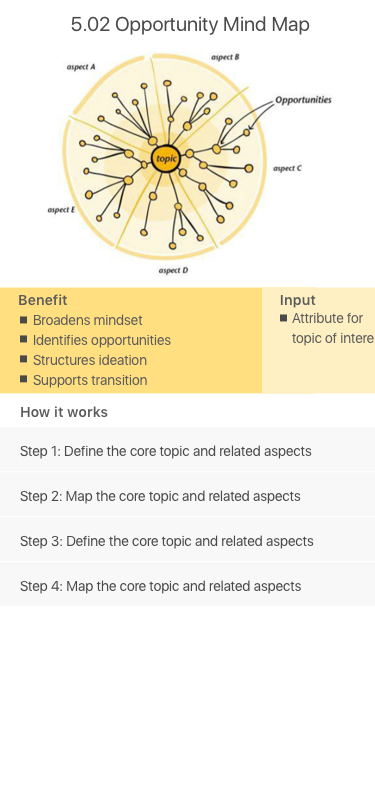 5.02 Opportunity Mind Map
aspect A
aspect B
Opportunities
topic
aspect C
aspect E
aspect D
Benefit
Broadens mindset
Identifies opportunities
Structures ideation
Supports transition
Input
Attribute for
topic of intere
How it works
Step 1: Define the core topic and related aspects
Step 2: Map the core topic and related aspects
Step 3: Define the core topic and related aspects
Step 4: Map the core topic and related aspects